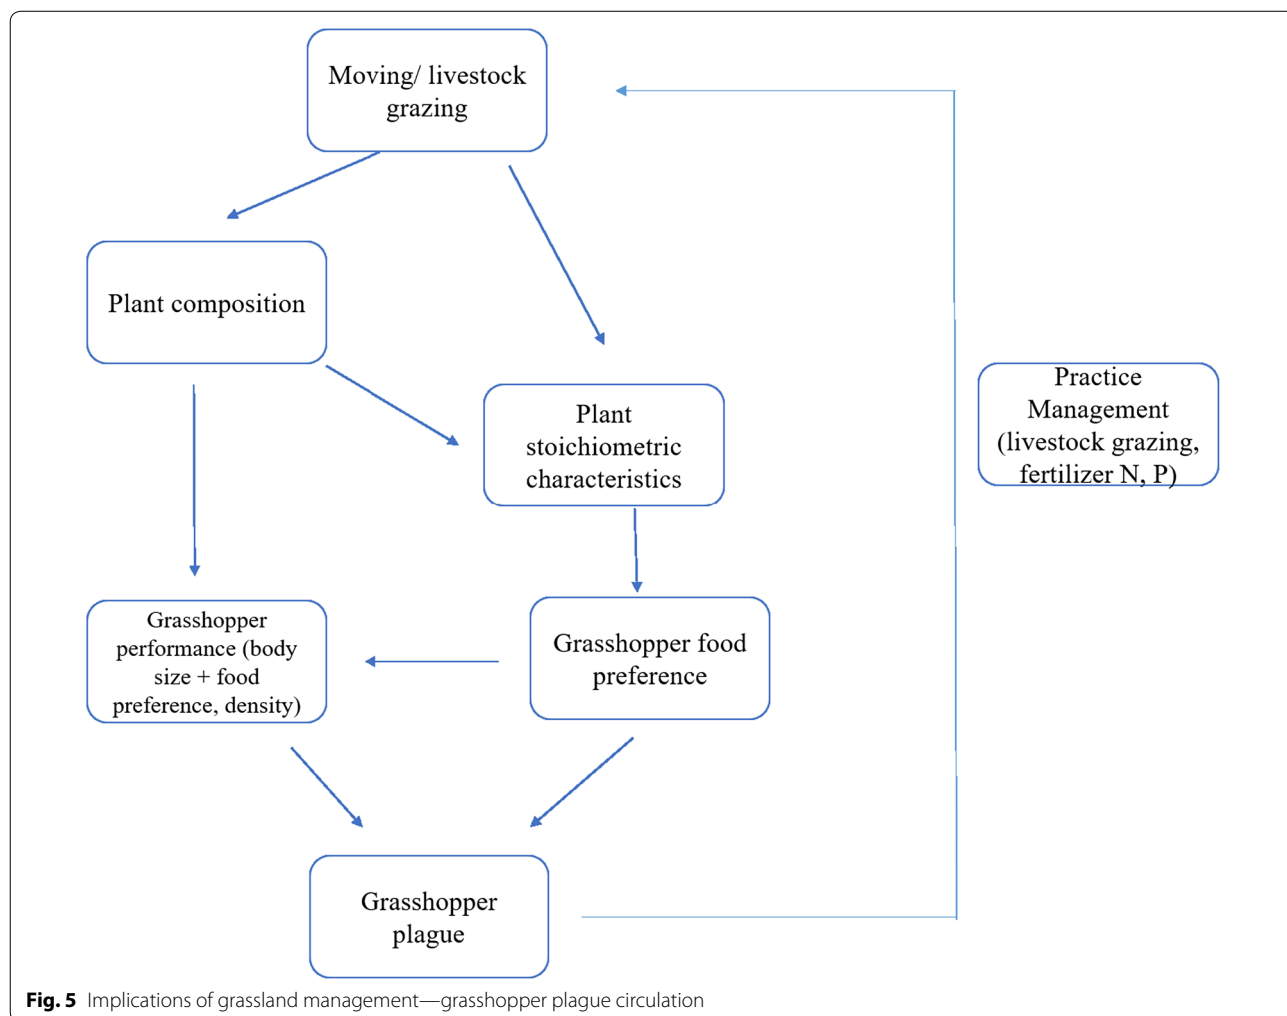 Moving/ livestock
grazing
Plant composition
Plant
stoichiometric
characteristics
Practice
Management
(livestock grazing,
fertilizer N, P)
Grasshopper
performance (body
size + food
preference, density)
Grasshopper food
preference
Grasshopper
plague
Fig. 5 Implications of grassland management—grasshopper plague circulation